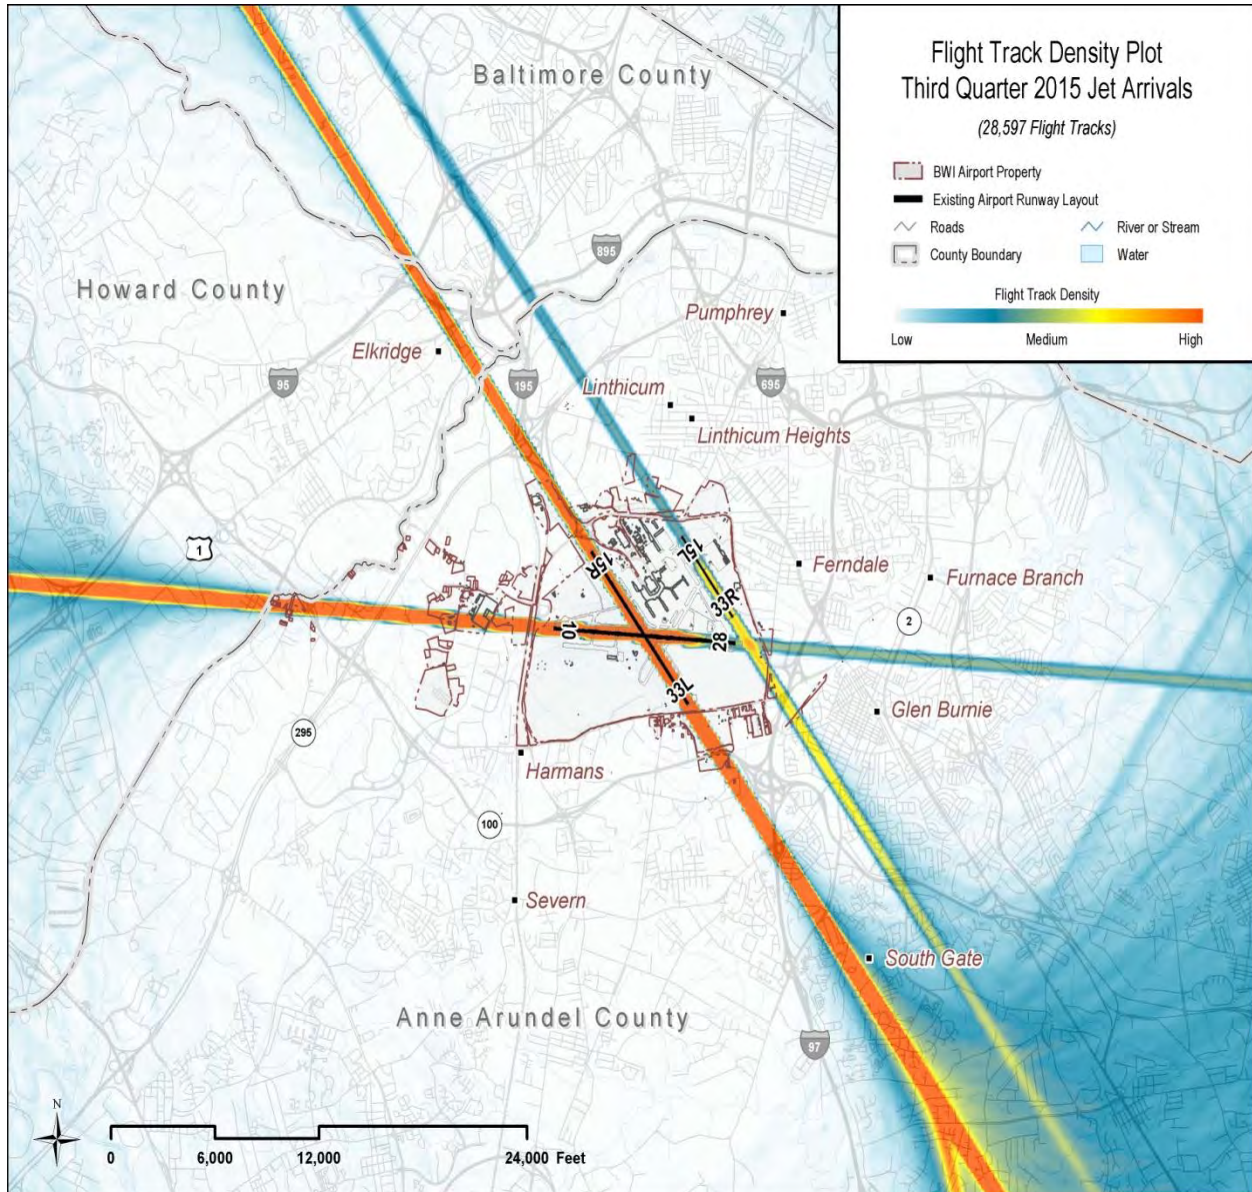 Flight Track Density Plot
Third Quarter 2015 Jet Arrivals
(28,597 Flight Tracks)
BWI Airport Property
Existing Airport Runway Layout
Roads
River or Stream
County Boundary
Water
Flight Track Density
Low
Medium
High
Baltimore County
895
Howard County
Pumphrey
Elkridge
95
195
Linthicum
695
Linthicum Heights
1
15R
15L
Ferndale
Furnace Branch
33R
2
10
28
33L
Glen Burnie
295
Harmans
100
Severn
South Gate
Anne Arundel County
97
N
0
6,000
12,000
24,000 Feet